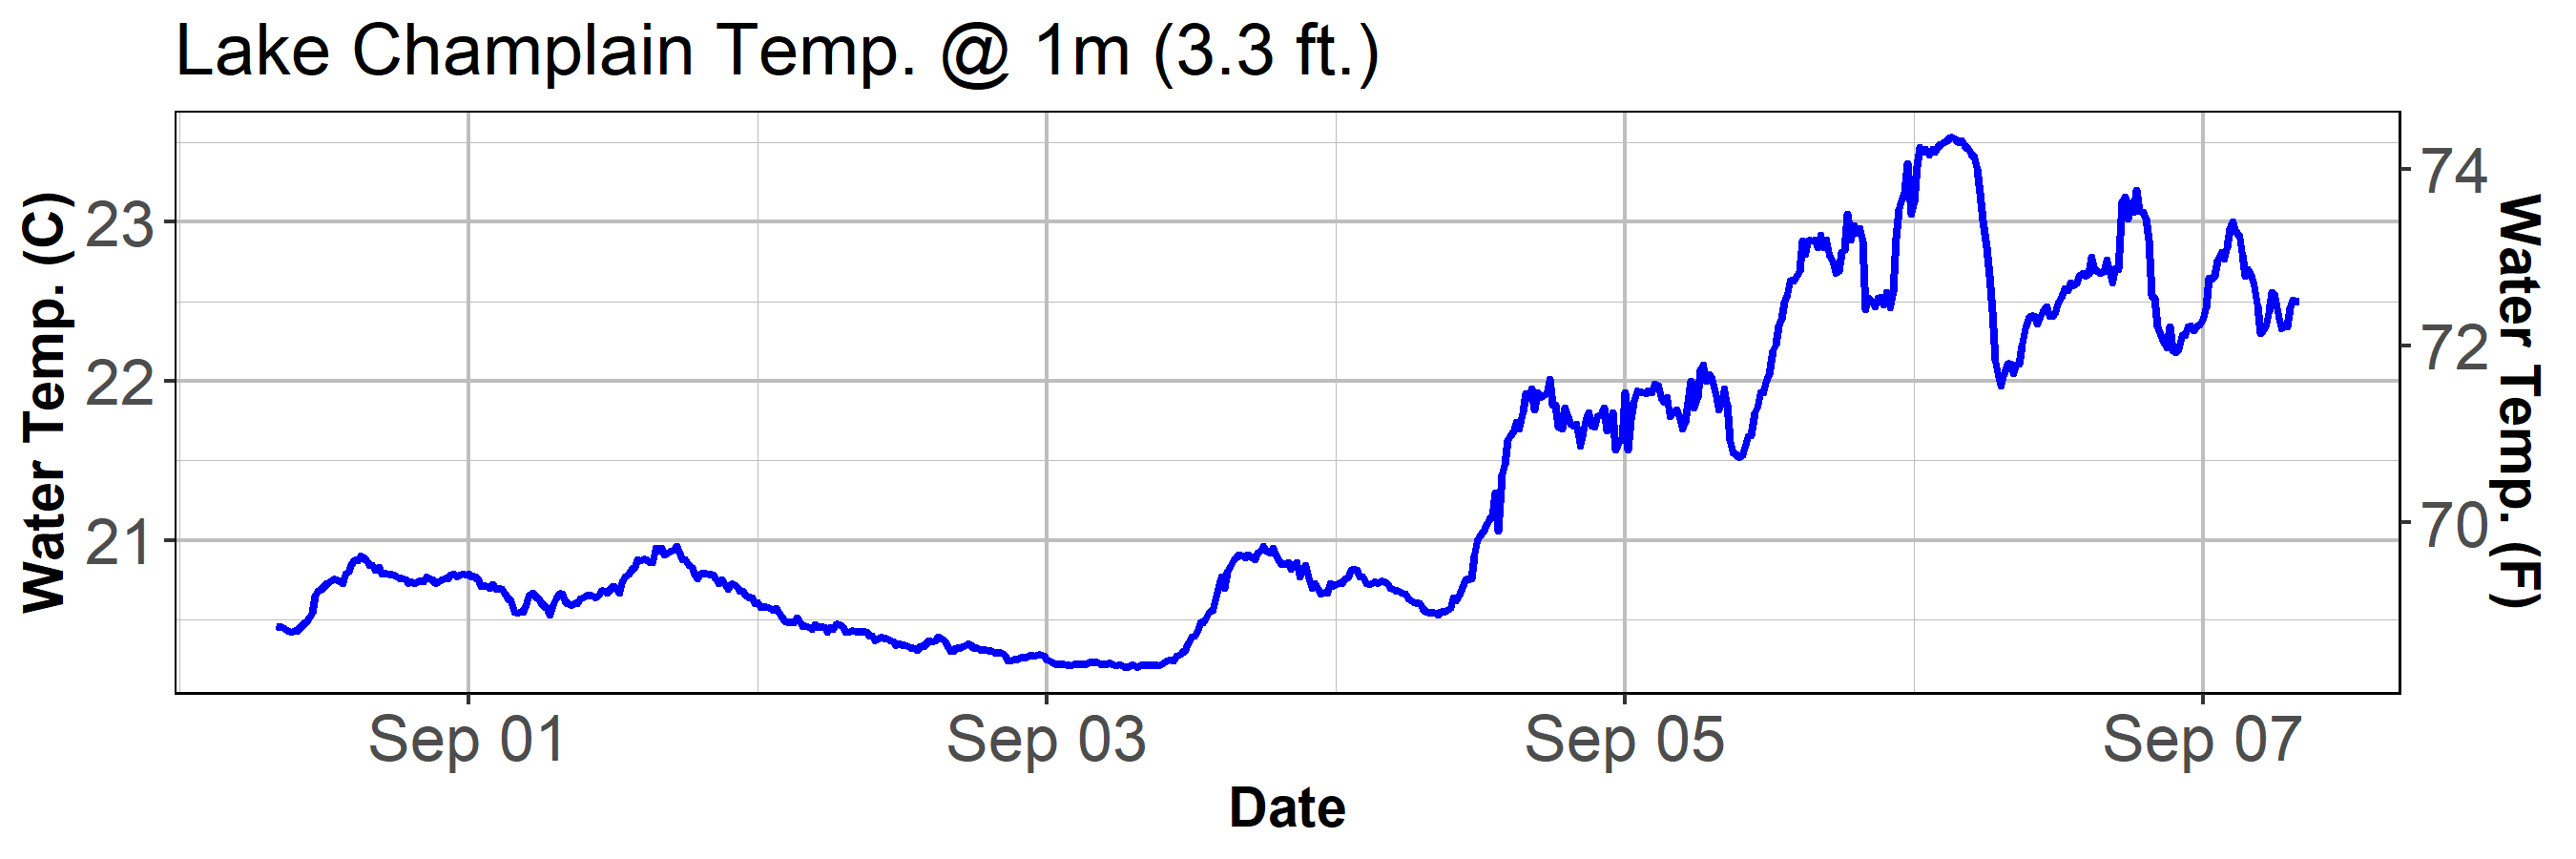 Lake Champlain Temp. @ 1m (3.3 ft.)
Water Temp. (C)
23
22
21
74
72
70
Water Temp. (F)
Sep 01 Sep 03 Sep 05 Sep 07
Date